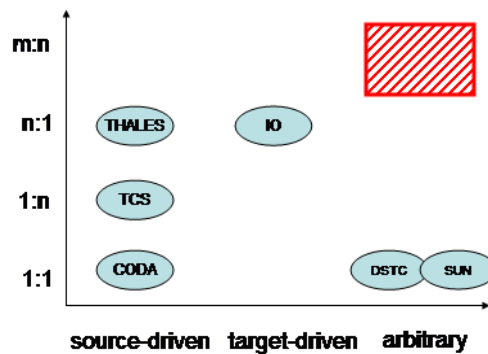 m:n
n:1
THALES
IO
1:n
TCS
1:1
CODA
DSTC
SUN
source-driven
target-driven
arbitrary